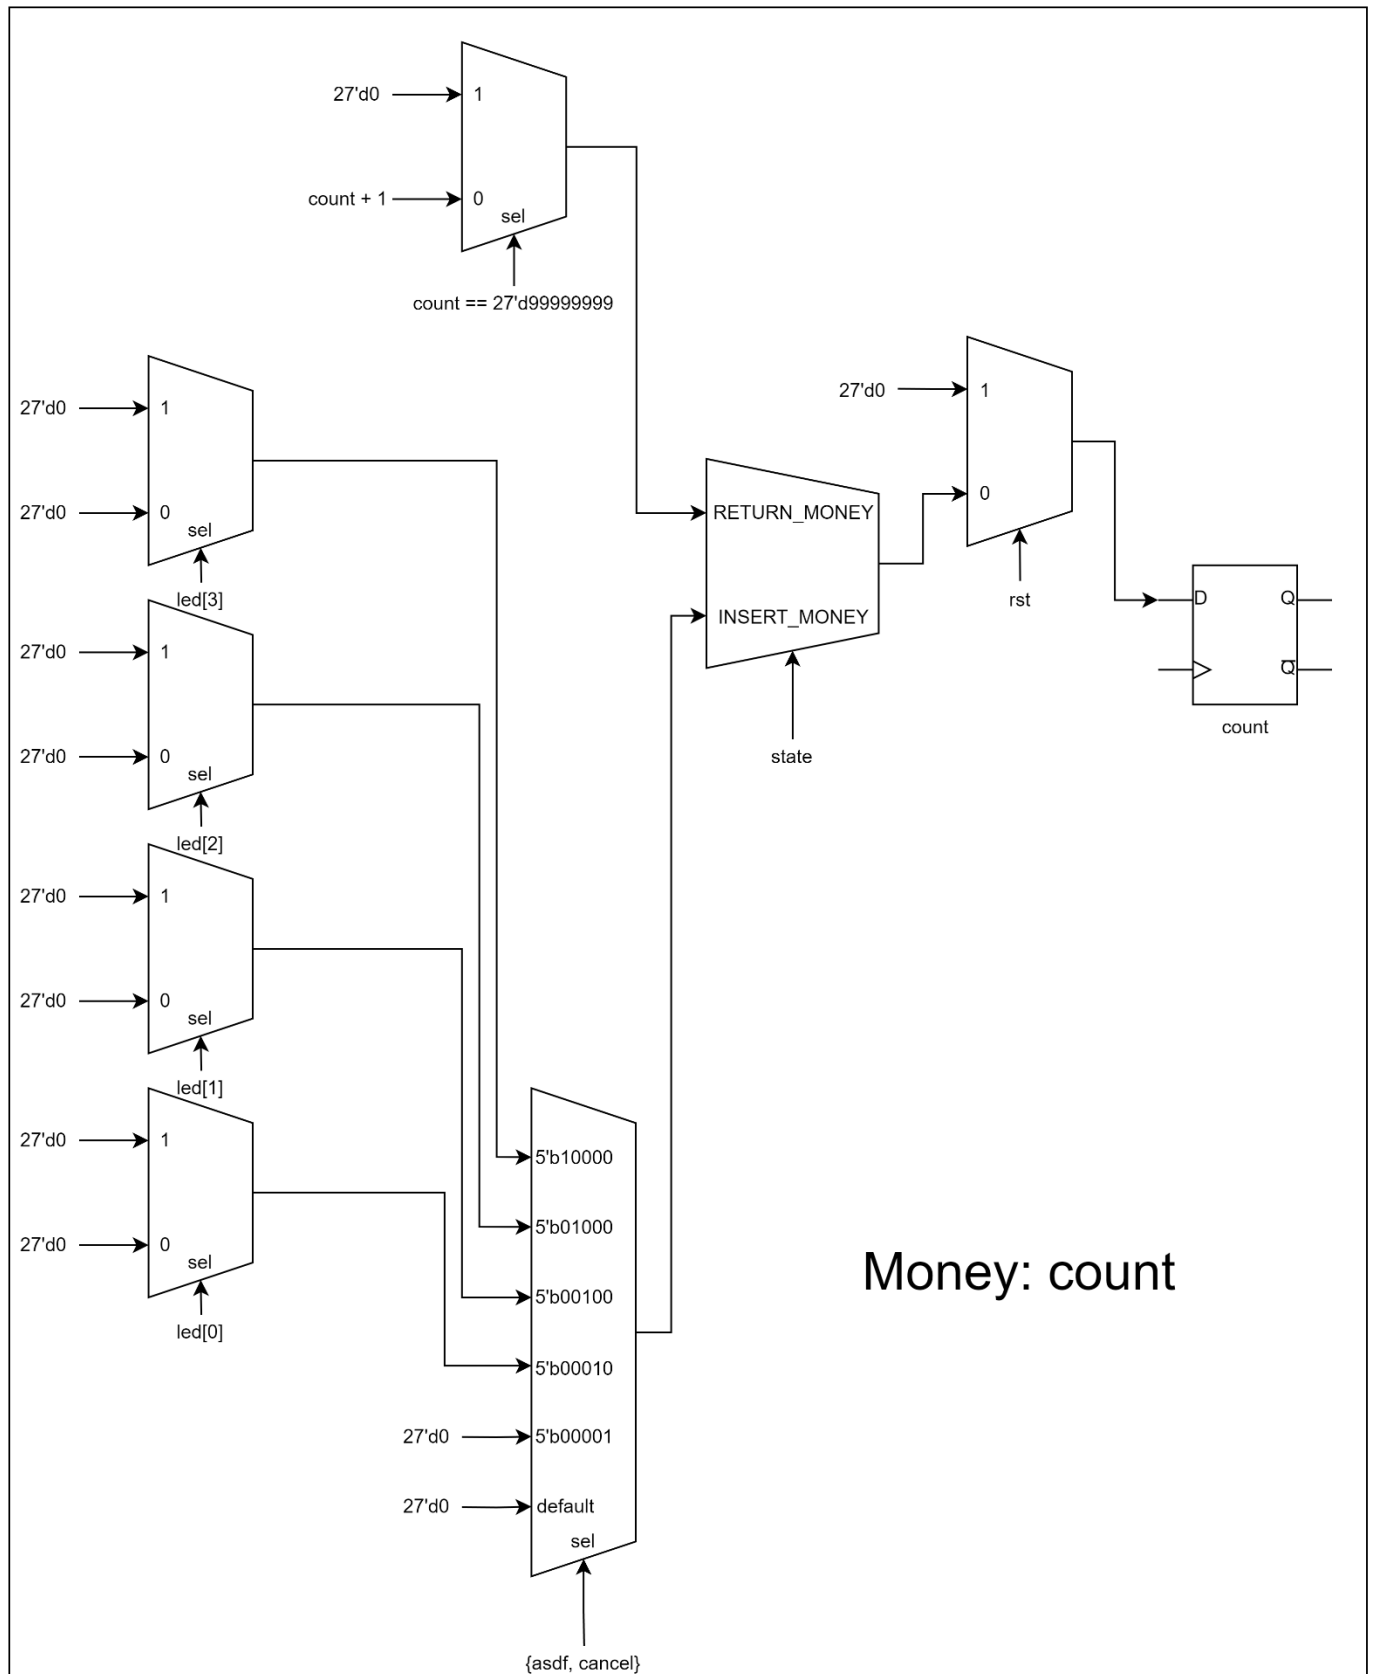 27'd0
1
count + 1
0
sel
count == 27'd99999999
27'd0
1
27'd0
0
sel
led[3]
27'd0
1
27'd0
0
sel
led[2]
27'd0
1
27'd0
0
sel
led[1]
27'd0
1
27'd0
0
sel
led[0]
5'b10000
5'b01000
5'b00100
5'b00010
27'd0
5'b00001
27'd0
default
sel
{asdf, cancel}
RETURN_MONEY
INSERT_MONEY
state
27'd0
1
0
rst
D
Q
Q̅
count
Money: count